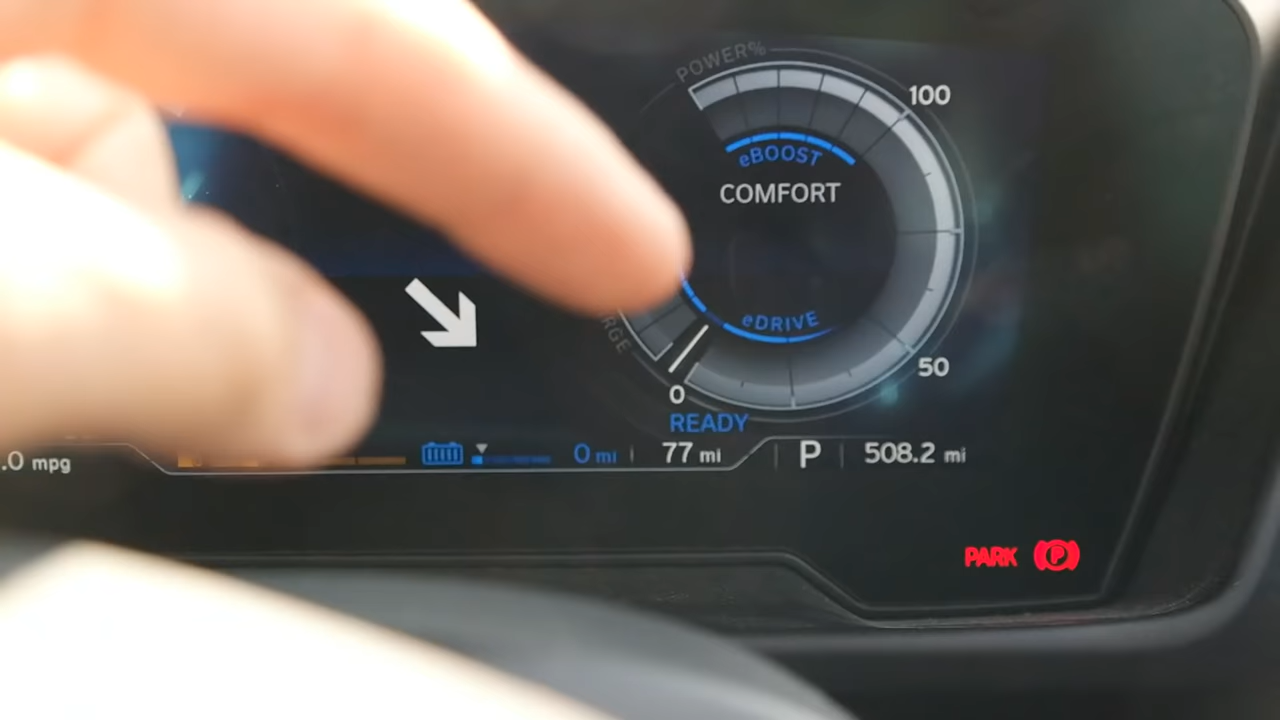 POWER%
100
eBOOST
COMFORT
eDRIVE
50
0
READY
.0 mpg
0 mi
77 mi
P
508.2 mi
PARK P